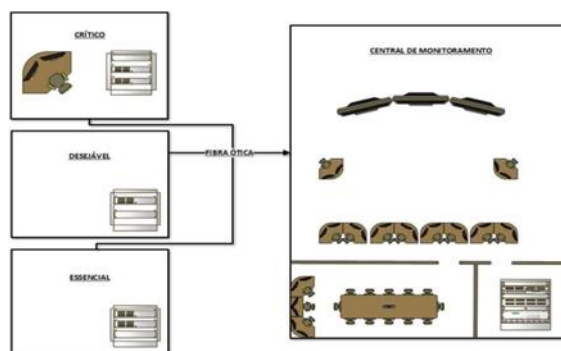 CRÍTICO
CENTRAL DE MONITORAMENTO
DESEJÁVEL
FIBRA ÓTICA
ESSENCIAL